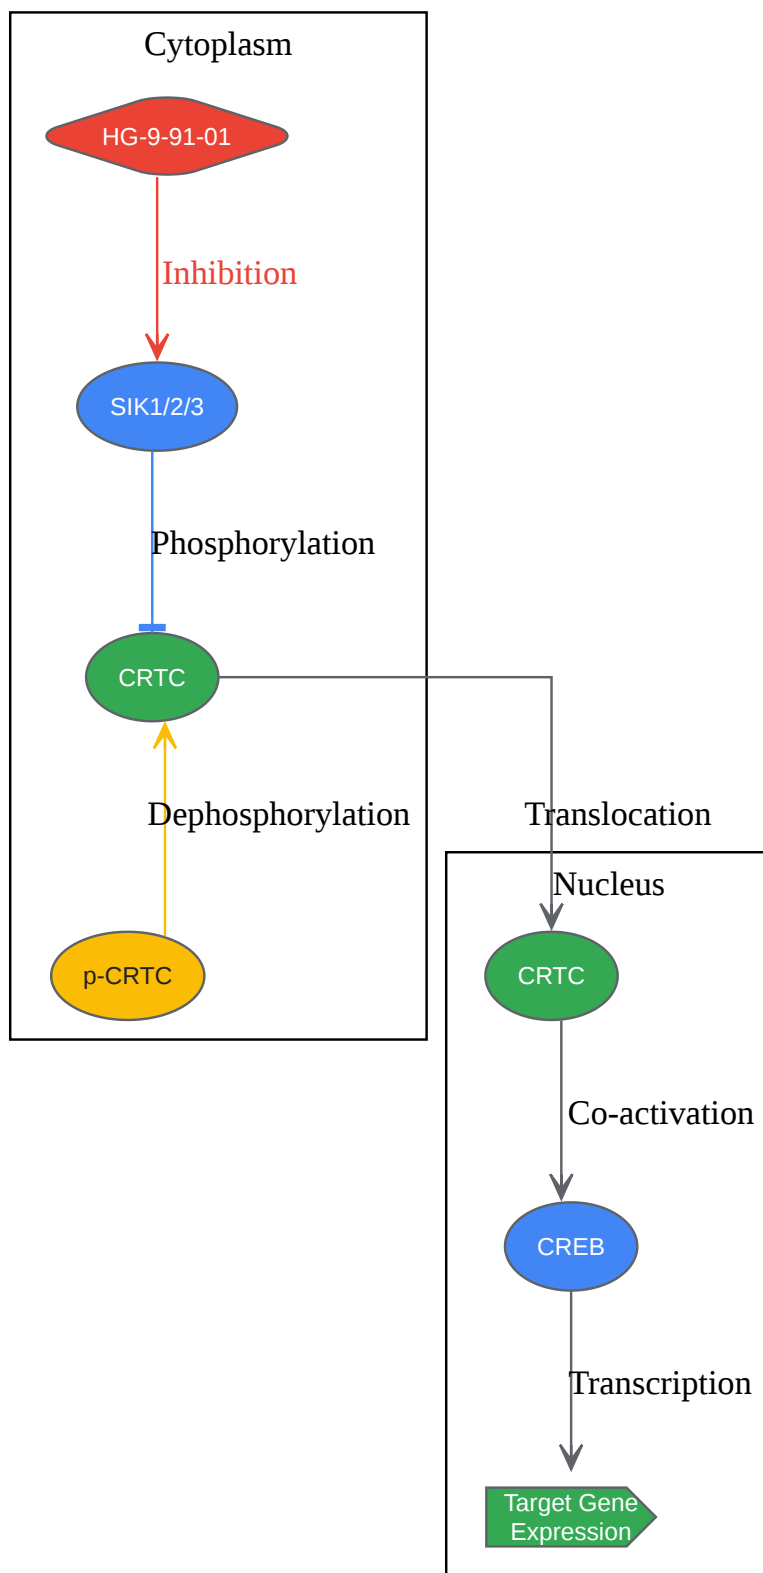 Cytoplasm
HG-9-91-01
Inhibition
SIK1/2/3
Phosphorylation
CRTC
Dephosphorylation
p-CRTC
Translocation
Nucleus
CRTC
Co-activation
CREB
Transcription
Target Gene
Expression